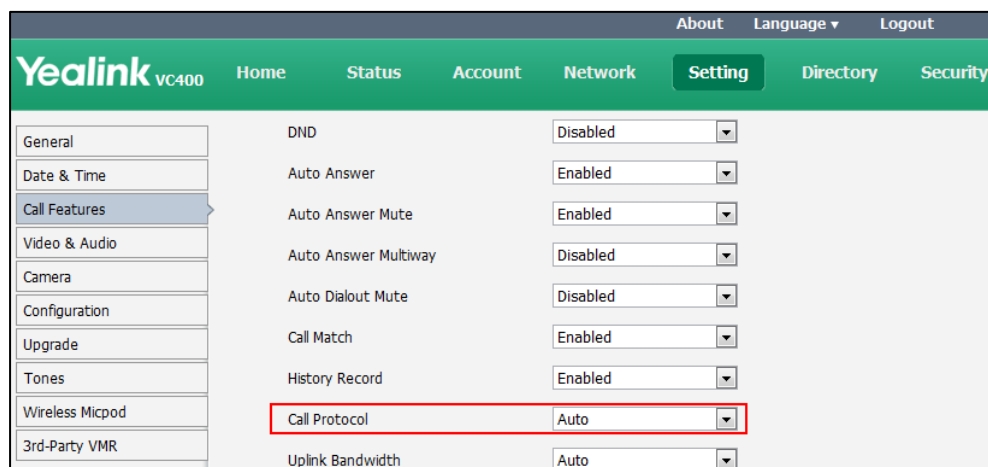 About Language Logout
Yealink VC400 Home Status Account Network Setting Directory Security
General
Date & Time
Call Features
Video & Audio
Camera
Configuration
Upgrade
Tones
Wireless Micpod
3rd-Party VMR
DND Disabled
Auto Answer Enabled
Auto Answer Mute Enabled
Auto Answer Multiway Disabled
Auto Dialout Mute Disabled
Call Match Enabled
History Record Enabled
Call Protocol Auto
Uplink Bandwidth Auto